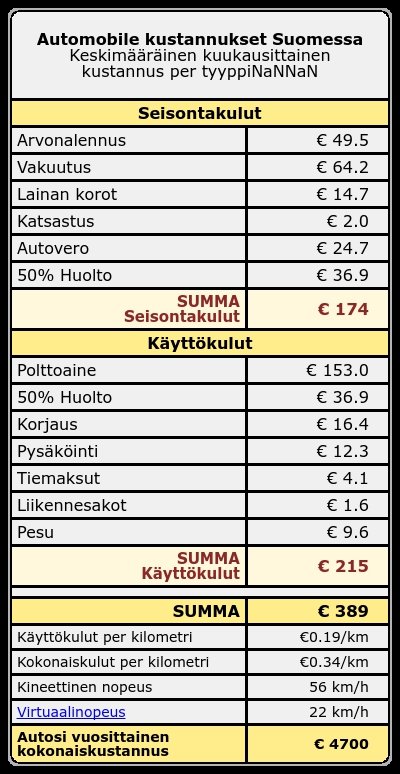 Automobile kustannukset Suomessa
Keskimääräinen kuukausittainen
kustannus per tyyppiNaNNaN
Seisontakulut
Arvonalennus € 49.5
Vakuutus € 64.2
Lainan korot € 14.7
Katsastus € 2.0
Autovero € 24.7
50% Huolto € 36.9
SUMMA
Seisontakulut € 174
Käyttökulut
Polttoaine € 153.0
50% Huolto € 36.9
Korjaus € 16.4
Pysäköinti € 12.3
Tiemaksut € 4.1
Liikennesakot € 1.6
Pesu € 9.6
SUMMA
Käyttökulut € 215
SUMMA € 389
Käyttökulut per kilometri €0.19/km
Kokonaiskulut per kilometri €0.34/km
Kineettinen nopeus 56 km/h
Virtuaalinopeus 22 km/h
Autosi vuosittainen
kokonaiskustannus € 4700